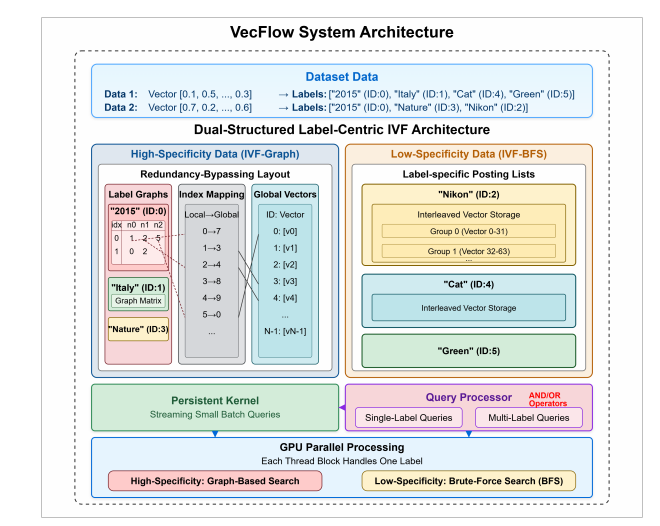 VecFlow System Architecture
Dataset Data
Data 1: Vector [0.1, 0.5, ..., 0.3] → Labels: ["2015" (ID:0), "Italy" (ID:1), "Cat" (ID:4), "Green" (ID:5)]
Data 2: Vector [0.7, 0.2, ..., 0.6] → Labels: ["2015" (ID:0), "Nature" (ID:3), "Nikon" (ID:2)]
Dual-Structured Label-Centric IVF Architecture
High-Specificity Data (IVF-Graph)
Redundancy-Bypassing Layout
Label Graphs
"2015" (ID:0)
idx n0 n1 n2
0 1 2 5
1 0 2
"Italy" (ID:1)
Graph Matrix
"Nature" (ID:3)
Index Mapping
Local→Global
0→7
1→3
2→4
3→8
4→9
5→0
...
Global Vectors
ID: Vector
0: [v0]
1: [v1]
2: [v2]
3: [v3]
4: [v4]
...
N-1: [vN-1]
Low-Specificity Data (IVF-BFS)
Label-specific Posting Lists
"Nikon" (ID:2)
Interleaved Vector Storage
Group 0 (Vector 0-31)
Group 1 (Vector 32-63)
...
"Cat" (ID:4)
Interleaved Vector Storage
"Green" (ID:5)
Persistent Kernel
Streaming Small Batch Queries
Query Processor
AND/OR
Operators
Single-Label Queries
Multi-Label Queries
GPU Parallel Processing
Each Thread Block Handles One Label
High-Specificity: Graph-Based Search
Low-Specificity: Brute-Force Search (BFS)